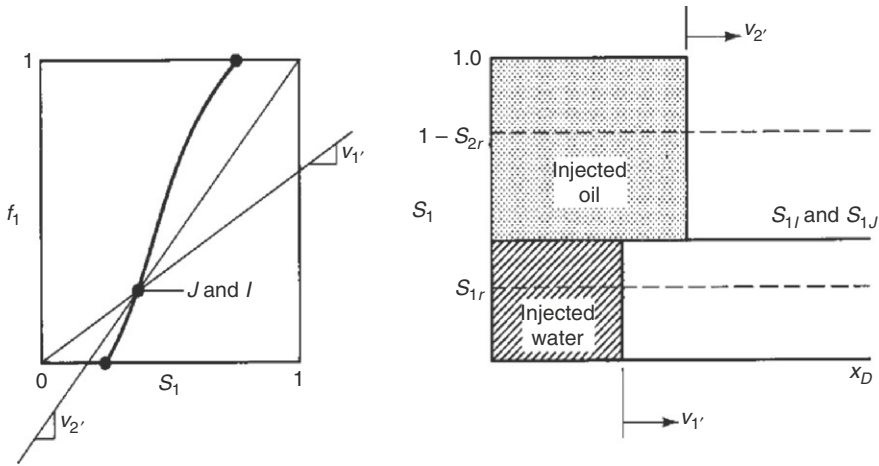 1
f₁
J and I
v₁′
v₂′
0
S₁
1
v₂′
1.0
1 − S₂ᵣ
Injected
oil
S₁
S₁I and S₁J
S₁ᵣ
Injected
water
x_D
v₁′